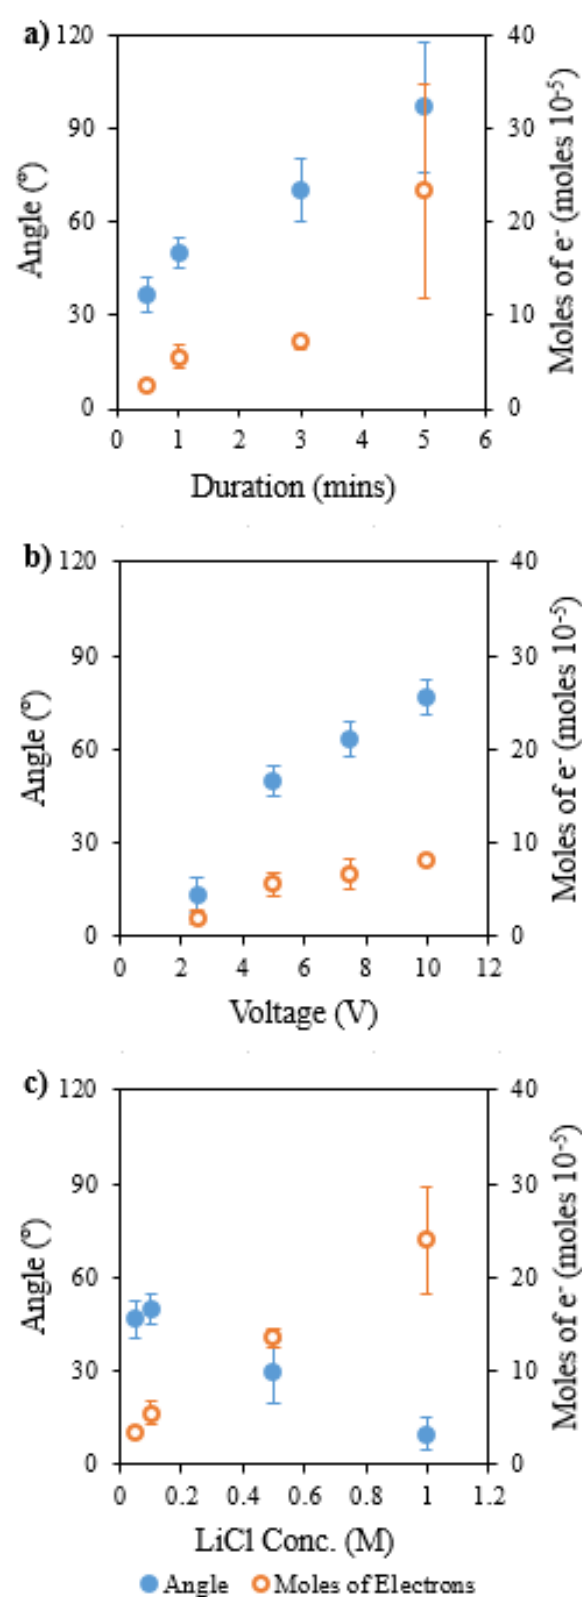 a)
120
90
60
30
0
40
30
20
10
0
0 1 2 3 4 5 6
Angle (°)
Moles of e- (moles 10-5)
Duration (mins)
b)
120
90
60
30
0
40
30
20
10
0
0 2 4 6 8 10 12
Angle (°)
Moles of e- (moles 10-5)
Voltage (V)
c)
120
90
60
30
0
40
30
20
10
0
0 0.2 0.4 0.6 0.8 1 1.2
Angle (°)
Moles of e- (moles 10-5)
LiCl Conc. (M)
Angle Moles of Electrons